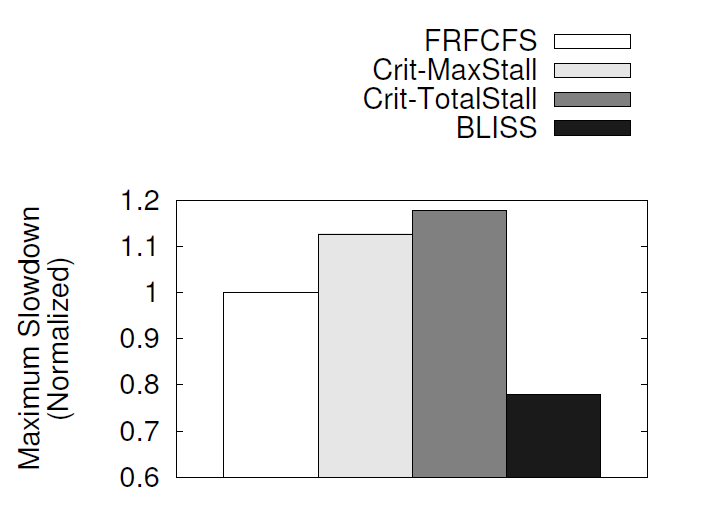 FRFCFS
Crit-MaxStall
Crit-TotalStall
BLISS
Maximum Slowdown
(Normalized)
1.2
1.1
1
0.9
0.8
0.7
0.6